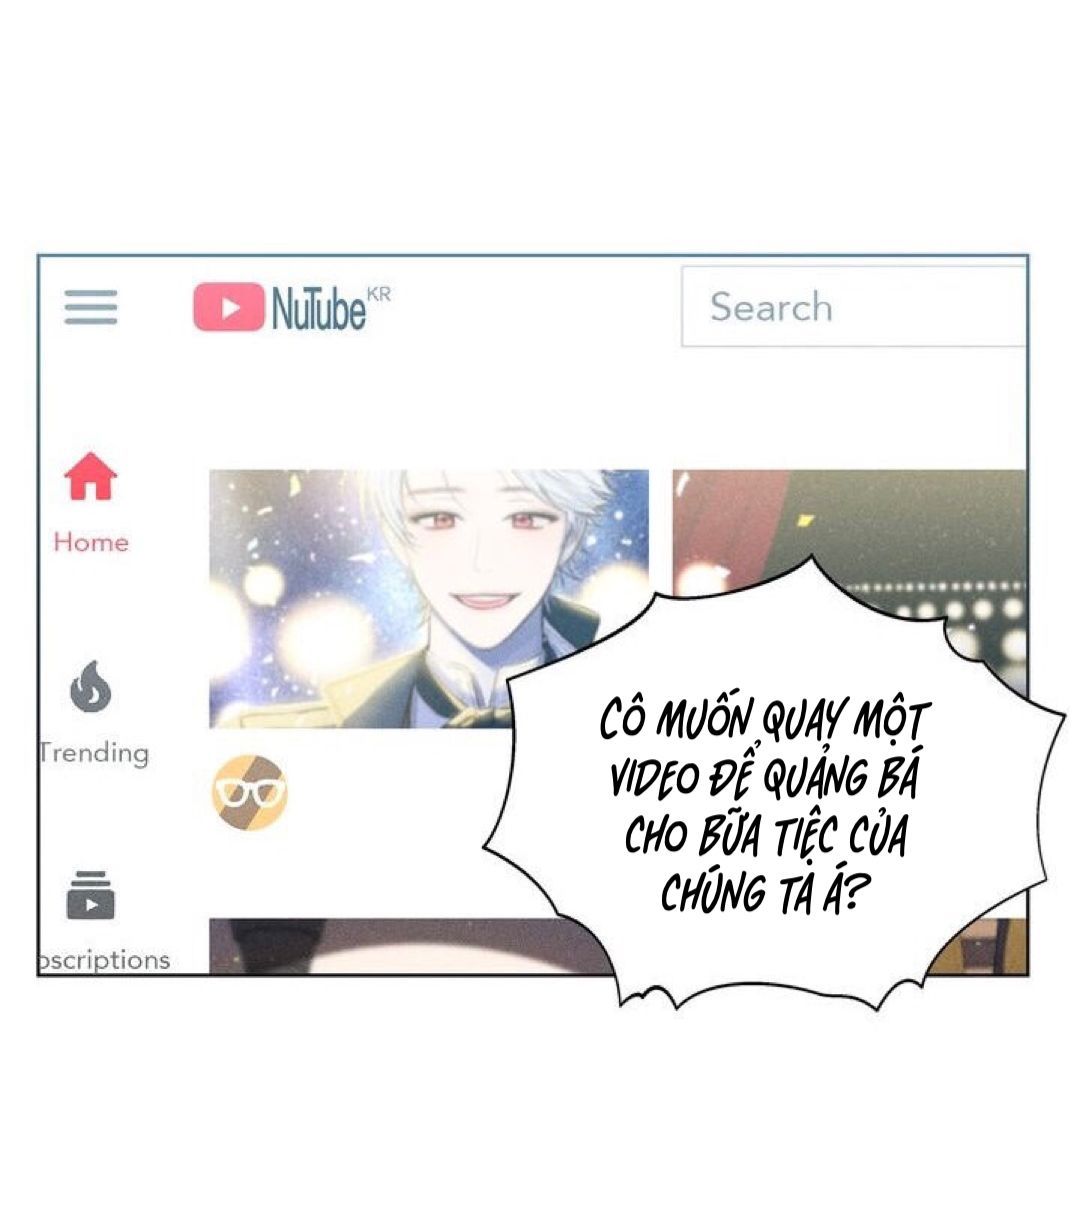 NuTube KR
Search
Home
Trending
oscriptions
CÔ MUỐN QUAY MỘT
VIDEO ĐỂ QUẢNG BÁ
CHO BỮA TIỆC CỦA
CHÚNG TA Á?